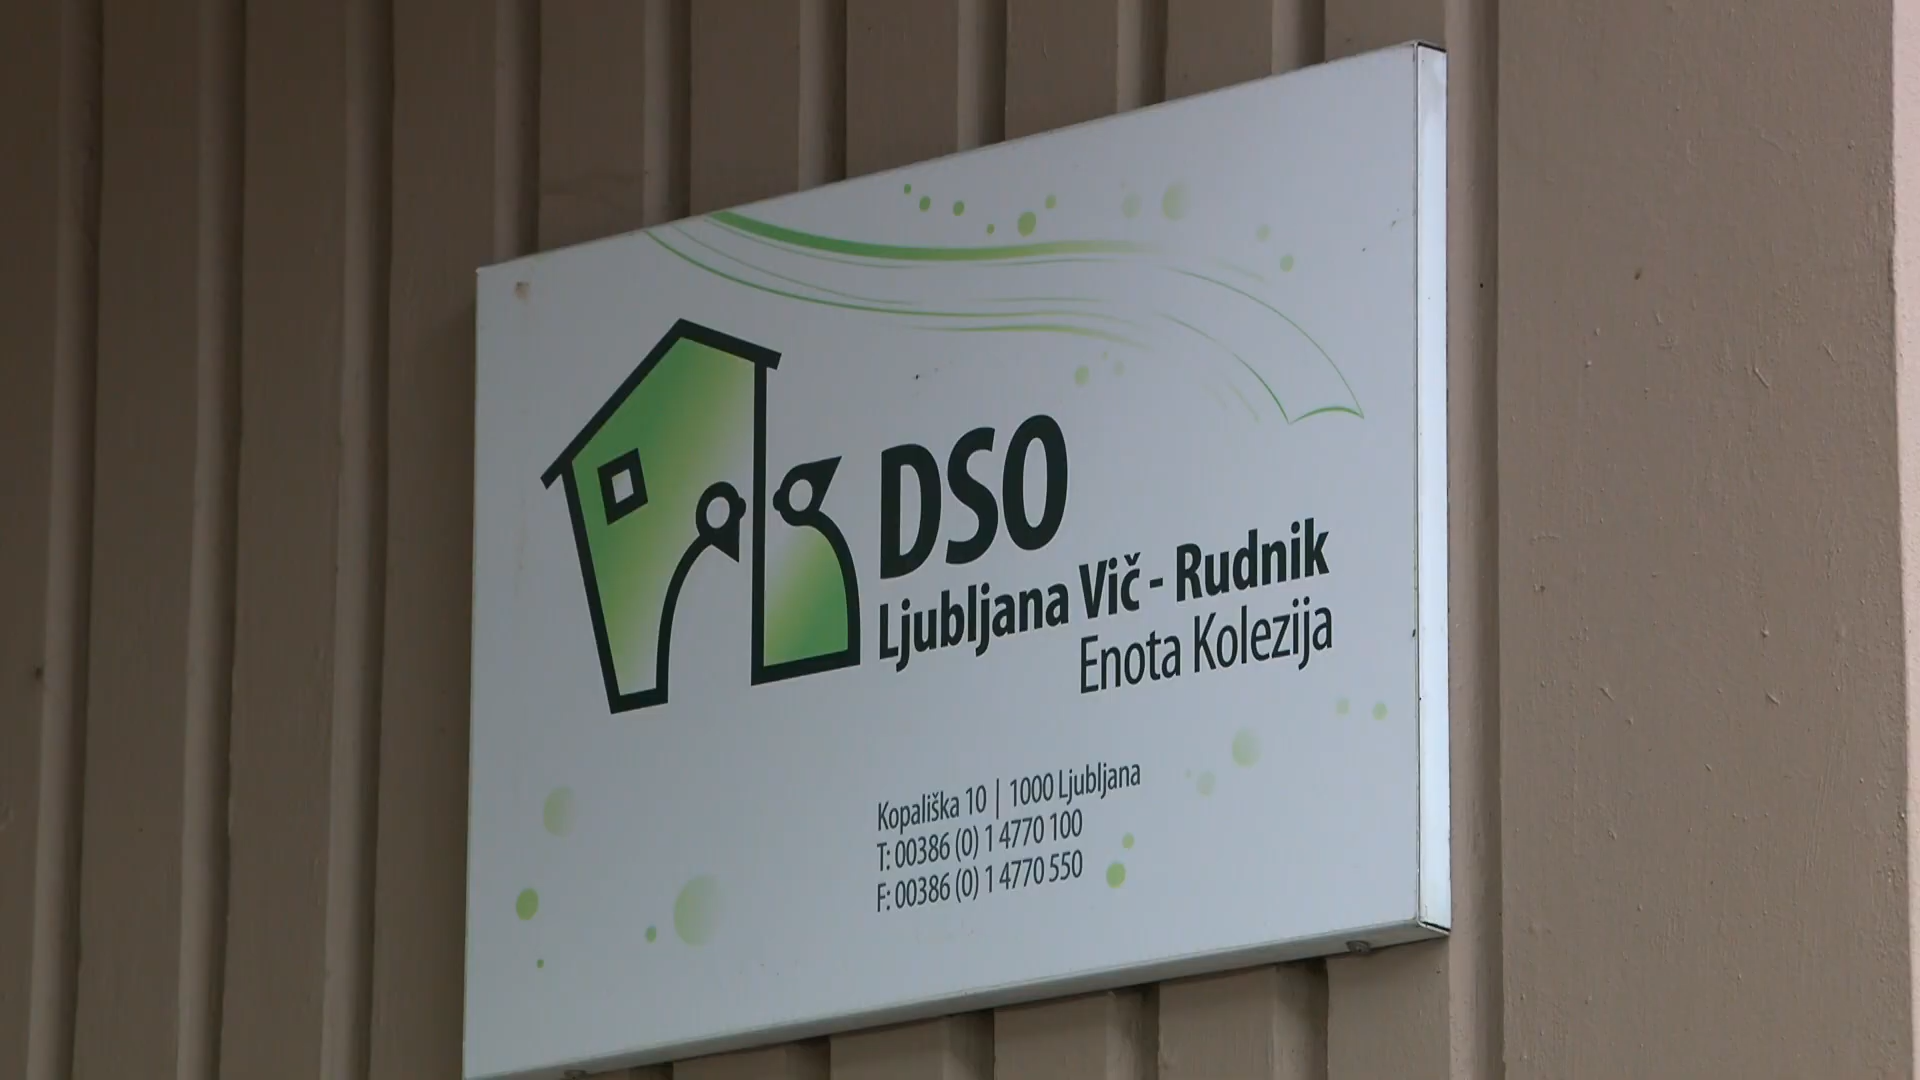 DSO
Ljubljana Vič - Rudnik
Enota Kolezija
Kopališka 10 | 1000 Ljubljana
T: 00386 (0) 1 4770 100
F: 00386 (0) 1 4770 550